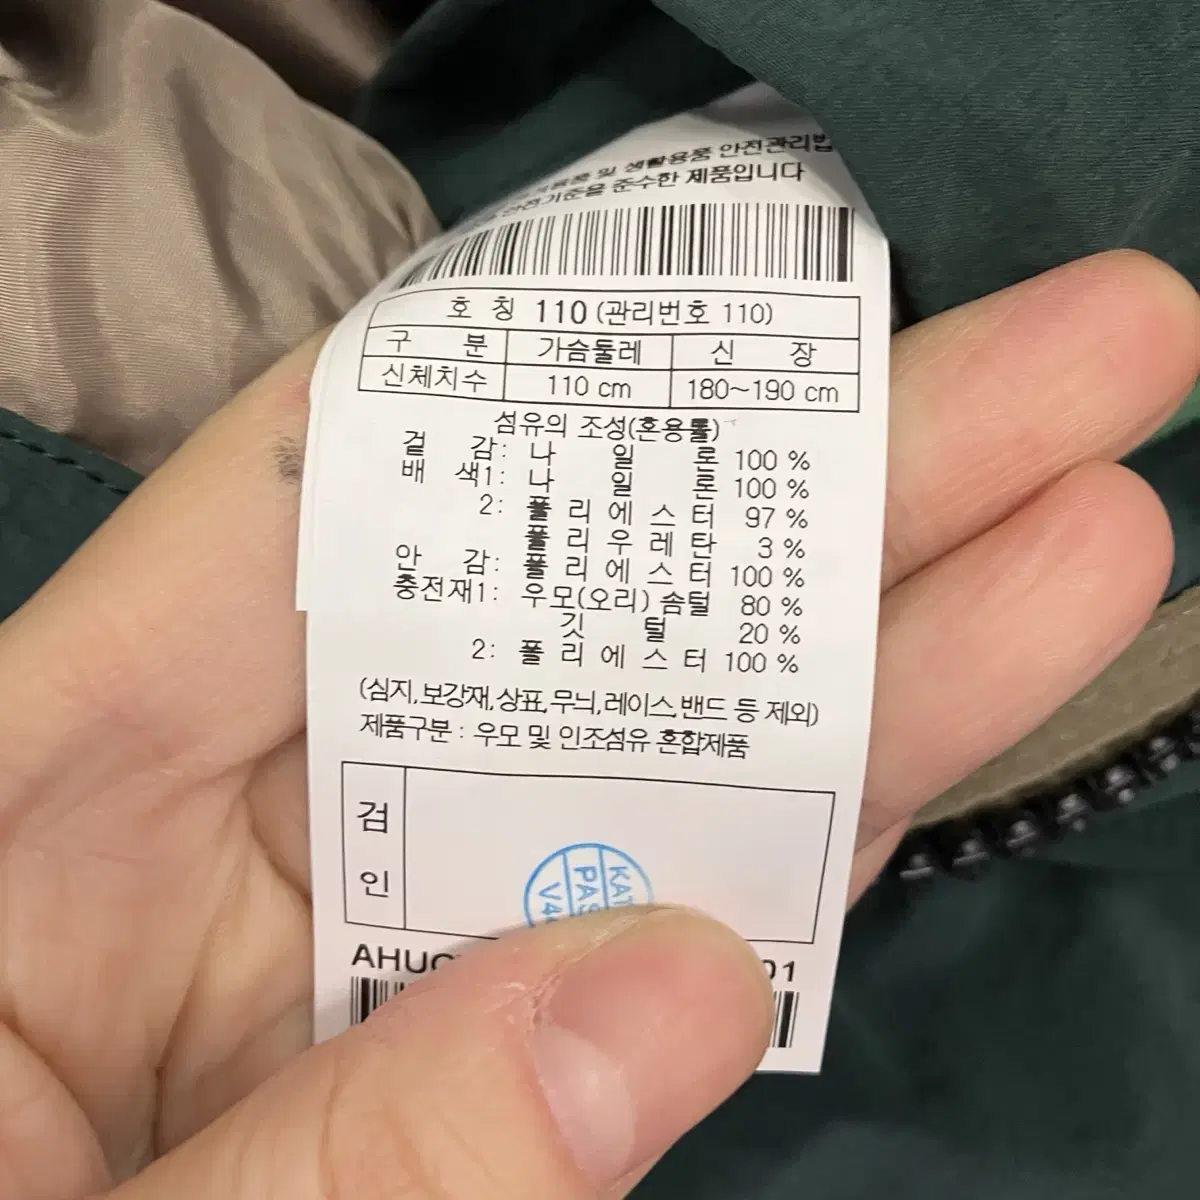 및 생활용품 안전관리법
안전기준을 준수한 제품입니다
호 칭 110 (관리번호 110)
구 분 가슴둘레 신 장
신체치수 110 cm 180~190 cm
섬유의 조성(혼용률)
겉 감: 나 일 론 100 %
배 색1: 나 일 론 100 %
2: 폴 리 에 스 터 97 %
폴 리 우 레 탄 3 %
안 감: 폴 리 에 스 터 100 %
충전재1: 우모(오리) 솜털 80 %
깃 털 20 %
2: 폴 리 에 스 터 100 %
(심지,보강재,상표,무늬,레이스,밴드 등 제외)
제품구분 : 우모 및 인조섬유 혼합제품
검
인